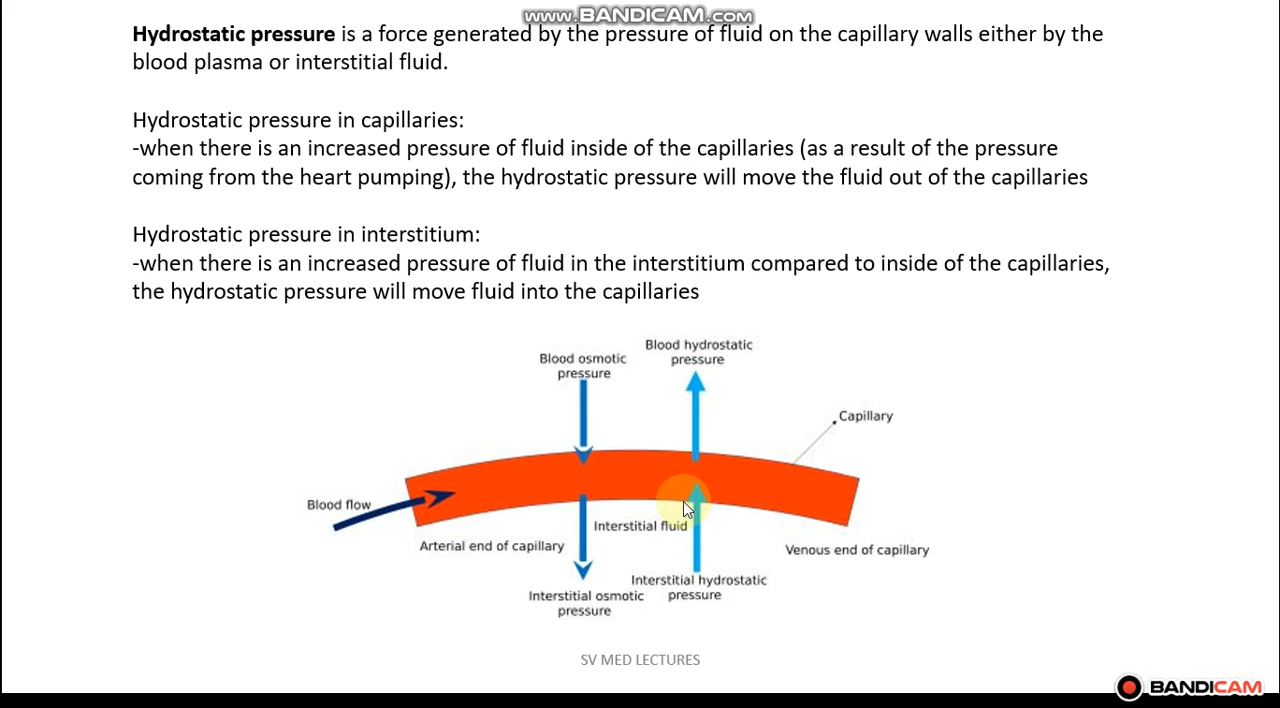 www.BANDICAM.com
Hydrostatic pressure is a force generated by the pressure of fluid on the capillary walls either by the
blood plasma or interstitial fluid.
Hydrostatic pressure in capillaries:
-when there is an increased pressure of fluid inside of the capillaries (as a result of the pressure
coming from the heart pumping), the hydrostatic pressure will move the fluid out of the capillaries
Hydrostatic pressure in interstitium:
-when there is an increased pressure of fluid in the interstitium compared to inside of the capillaries,
the hydrostatic pressure will move fluid into the capillaries
Blood osmotic
pressure
Blood hydrostatic
pressure
Capillary
Blood flow
Interstitial fluid
Arterial end of capillary
Venous end of capillary
Interstitial osmotic
pressure
Interstitial hydrostatic
pressure
SV MED LECTURES
BANDICAM